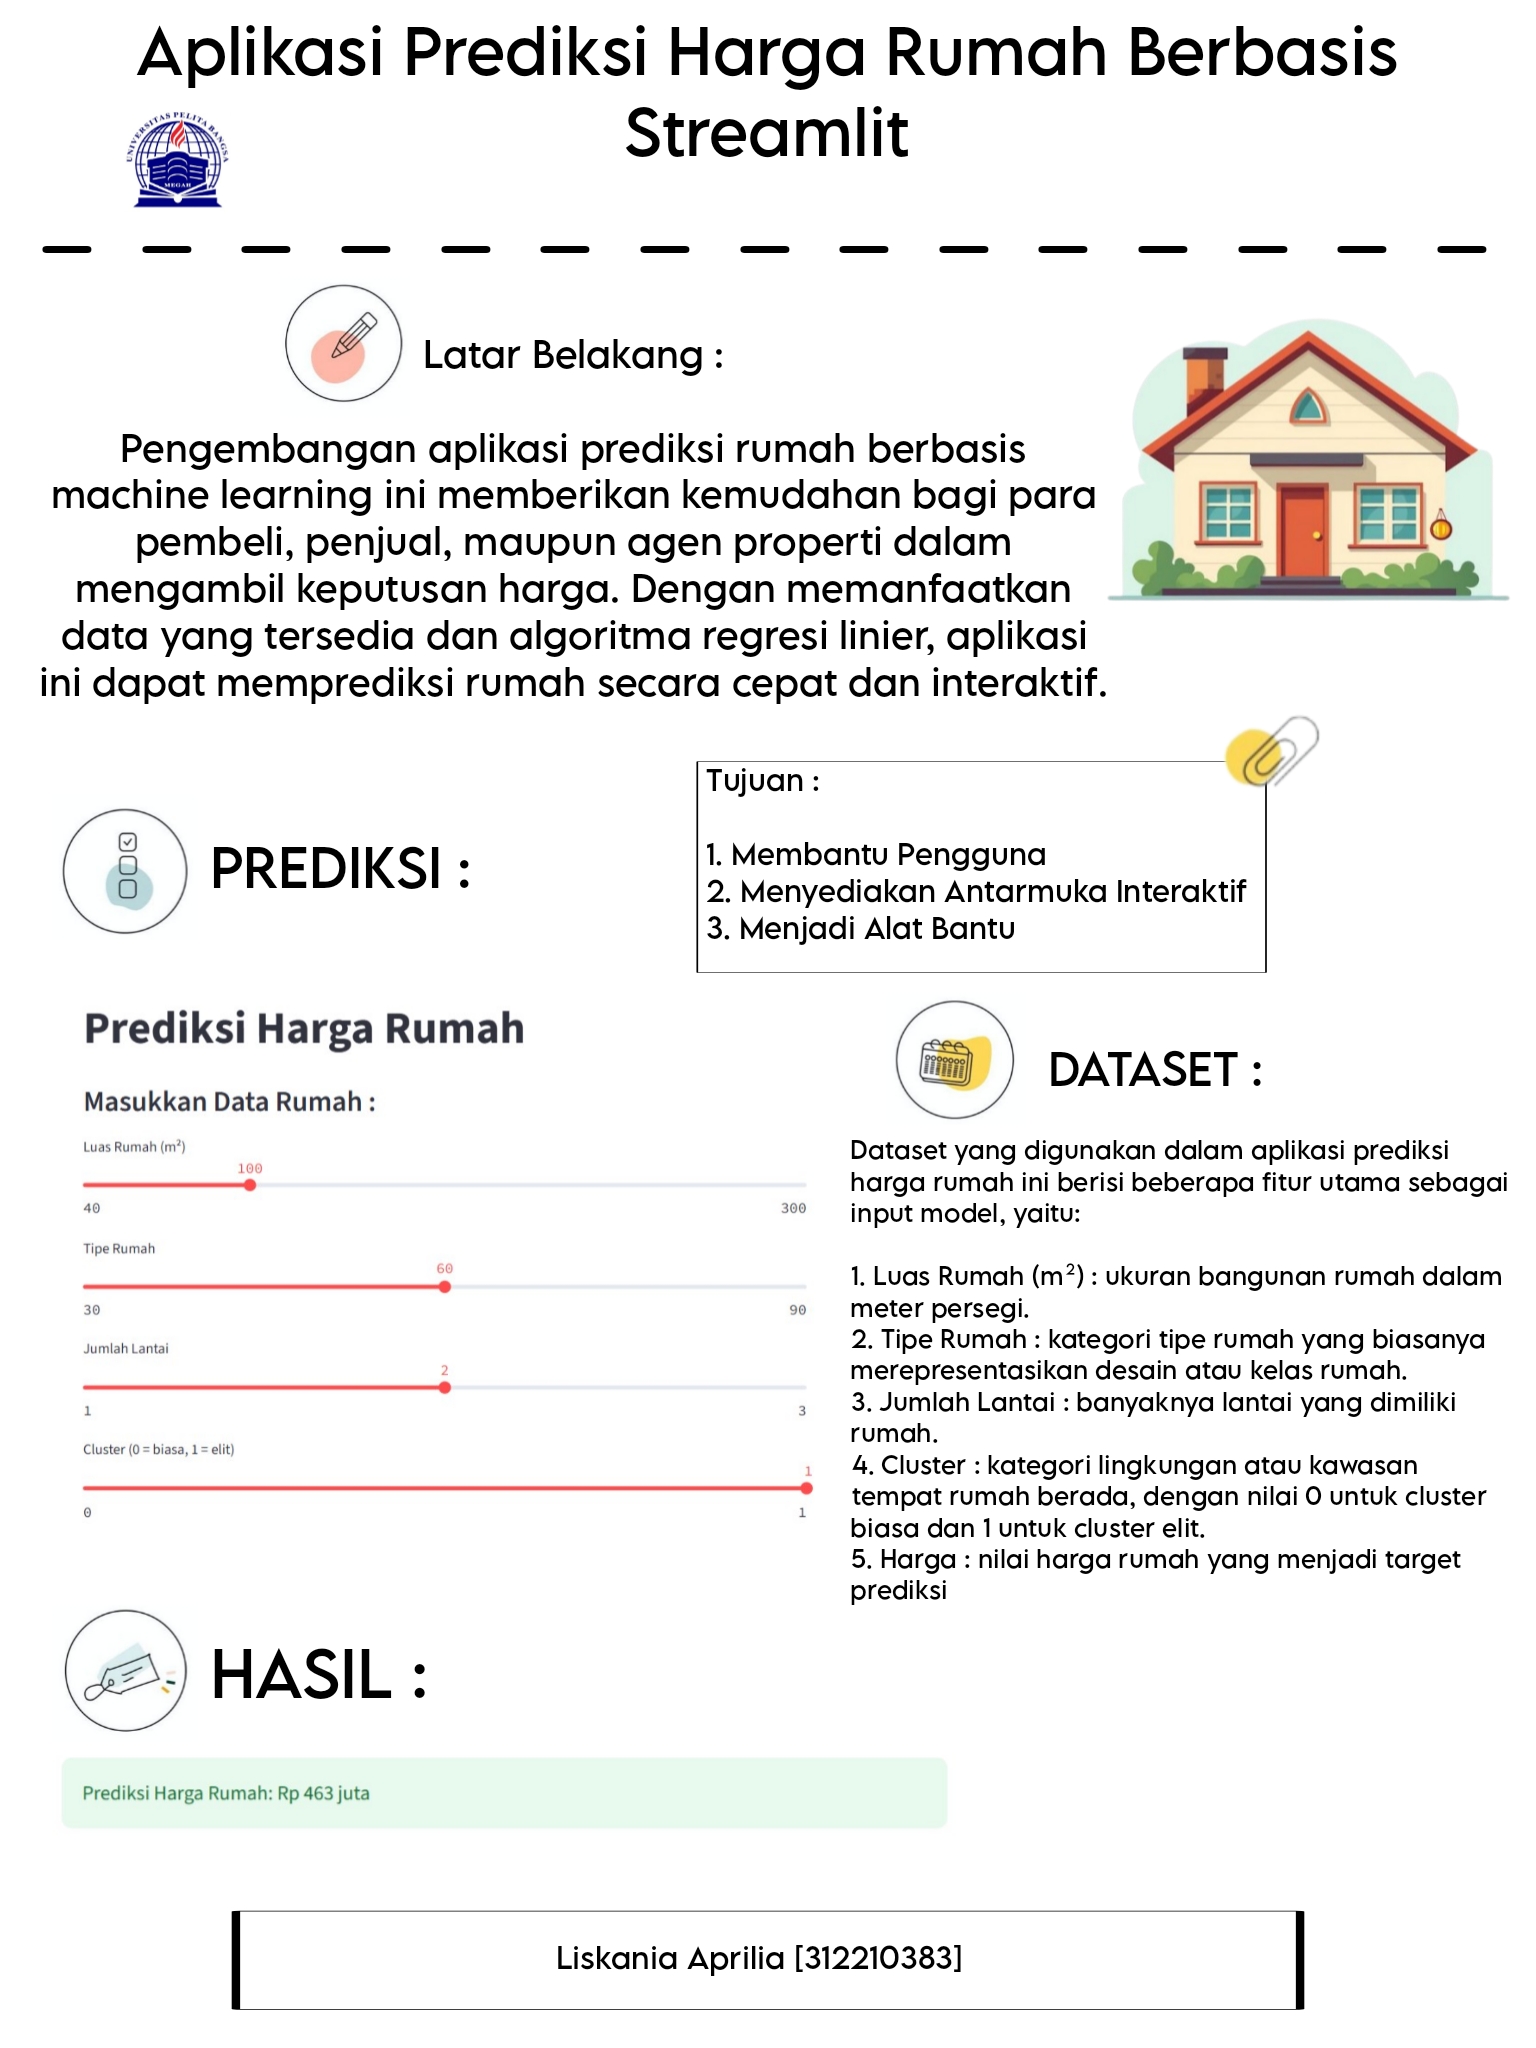 Aplikasi Prediksi Harga Rumah Berbasis
Streamlit
UNIVERSITAS PELITA BANGSA
MEGAH
Latar Belakang :
Pengembangan aplikasi prediksi rumah berbasis
machine learning ini memberikan kemudahan bagi para
pembeli, penjual, maupun agen properti dalam
mengambil keputusan harga. Dengan memanfaatkan
data yang tersedia dan algoritma regresi linier, aplikasi
ini dapat memprediksi rumah secara cepat dan interaktif.
Tujuan :
1. Membantu Pengguna
2. Menyediakan Antarmuka Interaktif
3. Menjadi Alat Bantu
PREDIKSI :
Prediksi Harga Rumah
Masukkan Data Rumah :
Luas Rumah (m²)
100
40 300
Tipe Rumah
60
30 90
Jumlah Lantai
2
1 3
Cluster (0 = biasa, 1 = elit)
1
0 1
DATASET :
Dataset yang digunakan dalam aplikasi prediksi
harga rumah ini berisi beberapa fitur utama sebagai
input model, yaitu:
1. Luas Rumah (m²) : ukuran bangunan rumah dalam
meter persegi.
2. Tipe Rumah : kategori tipe rumah yang biasanya
merepresentasikan desain atau kelas rumah.
3. Jumlah Lantai : banyaknya lantai yang dimiliki
rumah.
4. Cluster : kategori lingkungan atau kawasan
tempat rumah berada, dengan nilai 0 untuk cluster
biasa dan 1 untuk cluster elit.
5. Harga : nilai harga rumah yang menjadi target
prediksi
HASIL :
Prediksi Harga Rumah: Rp 463 juta
Liskania Aprilia [312210383]